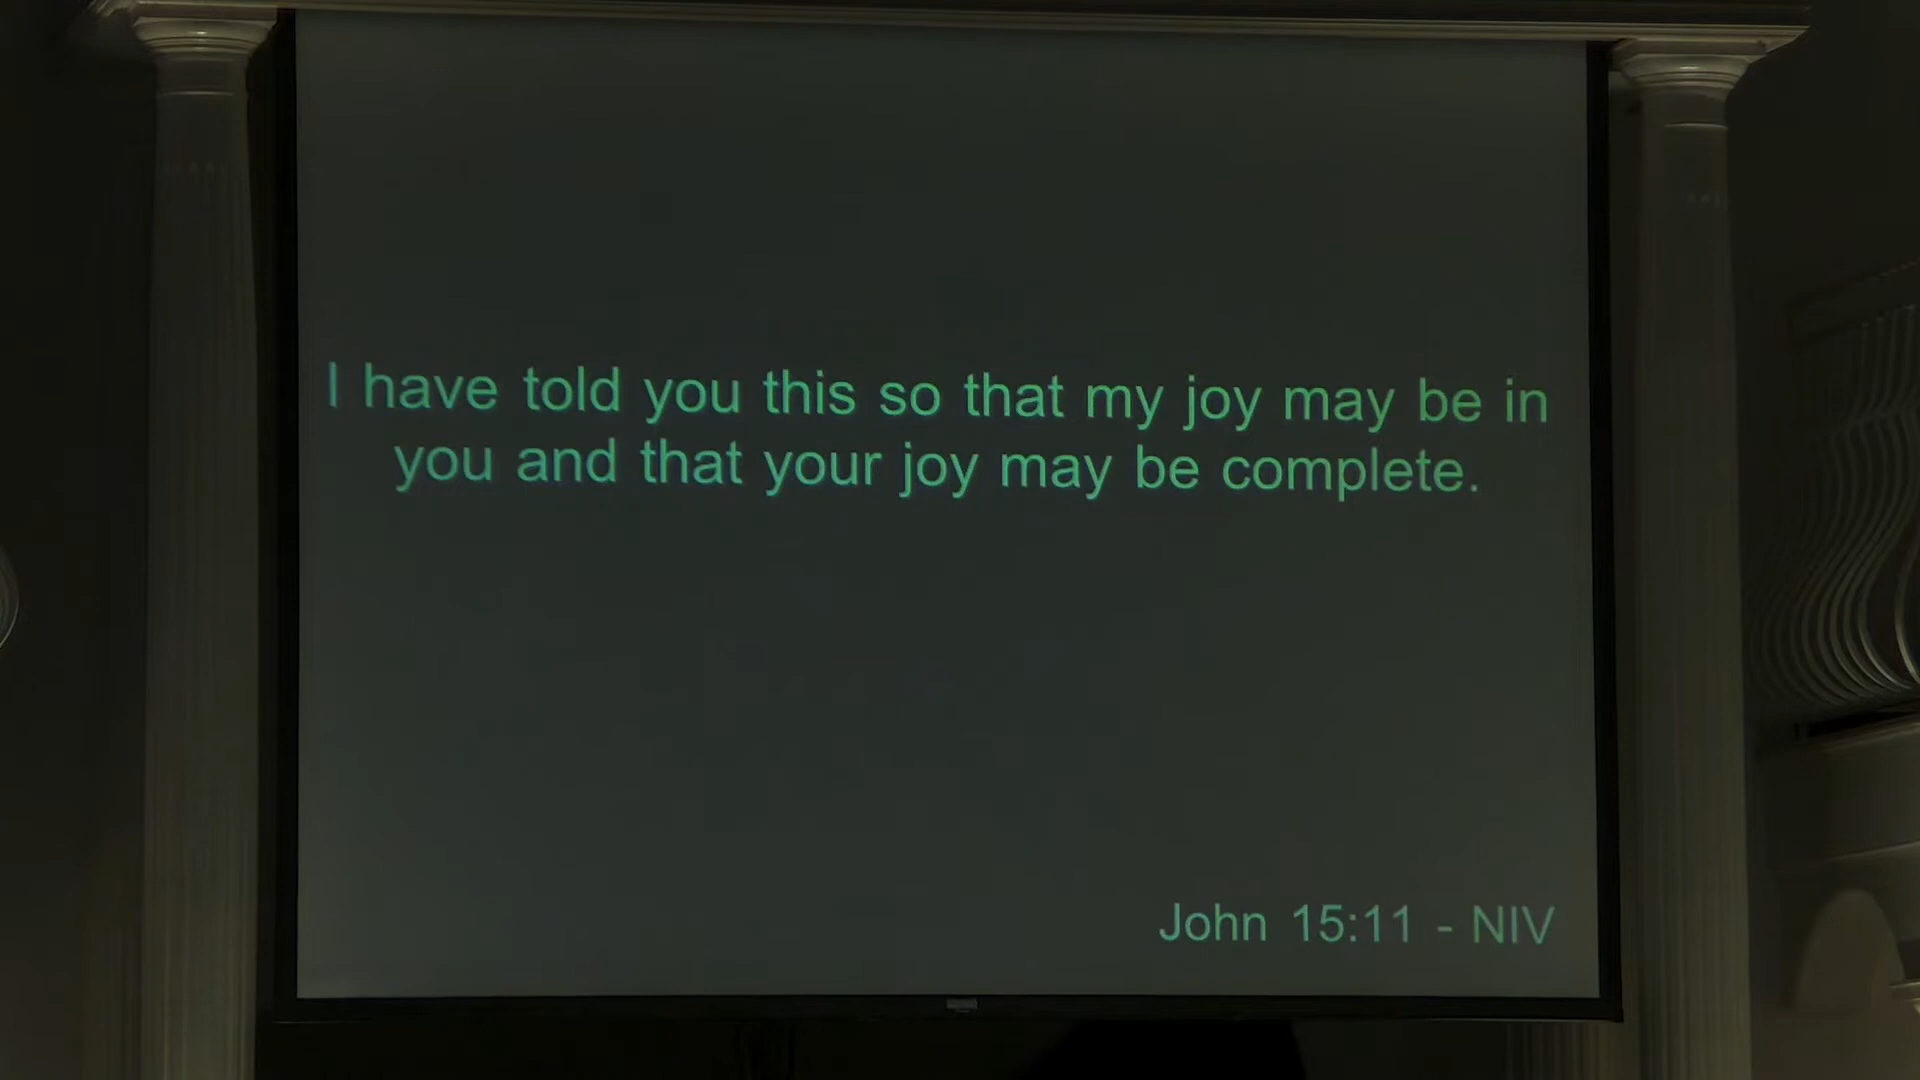 I have told you this so that my joy may be in
you and that your joy may be complete.
John 15:11 - NIV